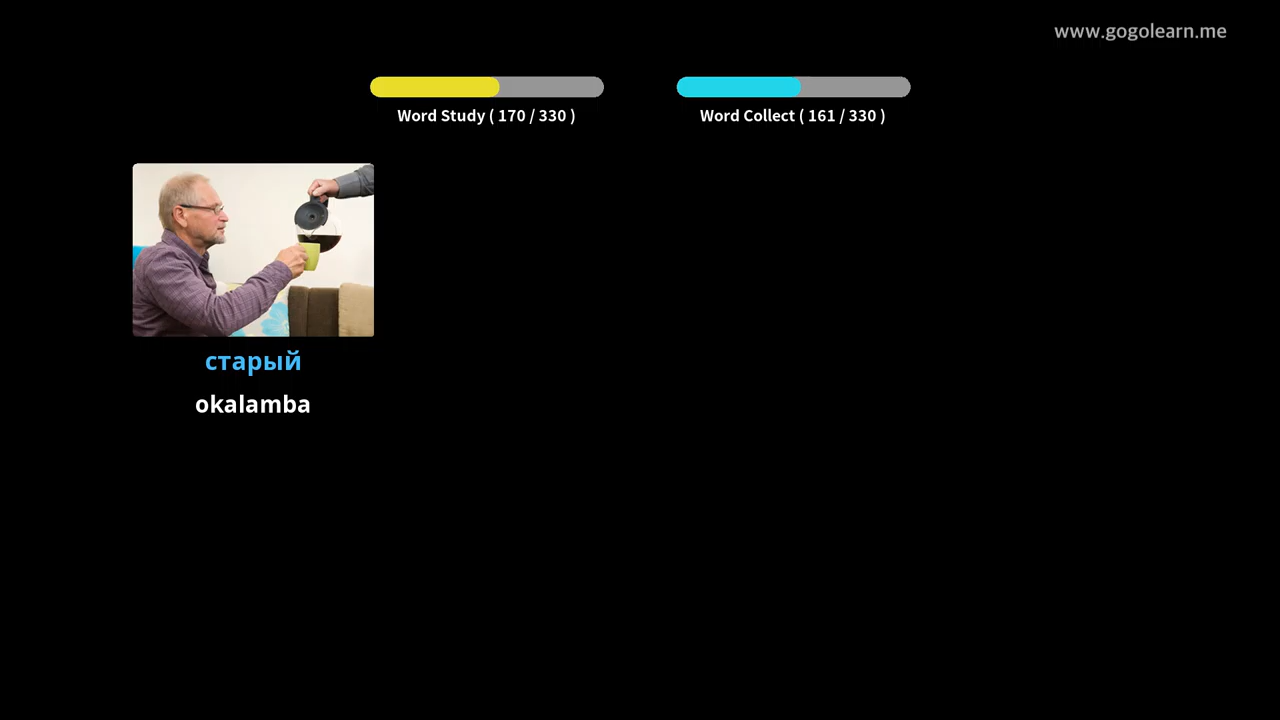 www.gogolearn.me
Word Study ( 170 / 330 )
Word Collect ( 161 / 330 )
старый
okalamba